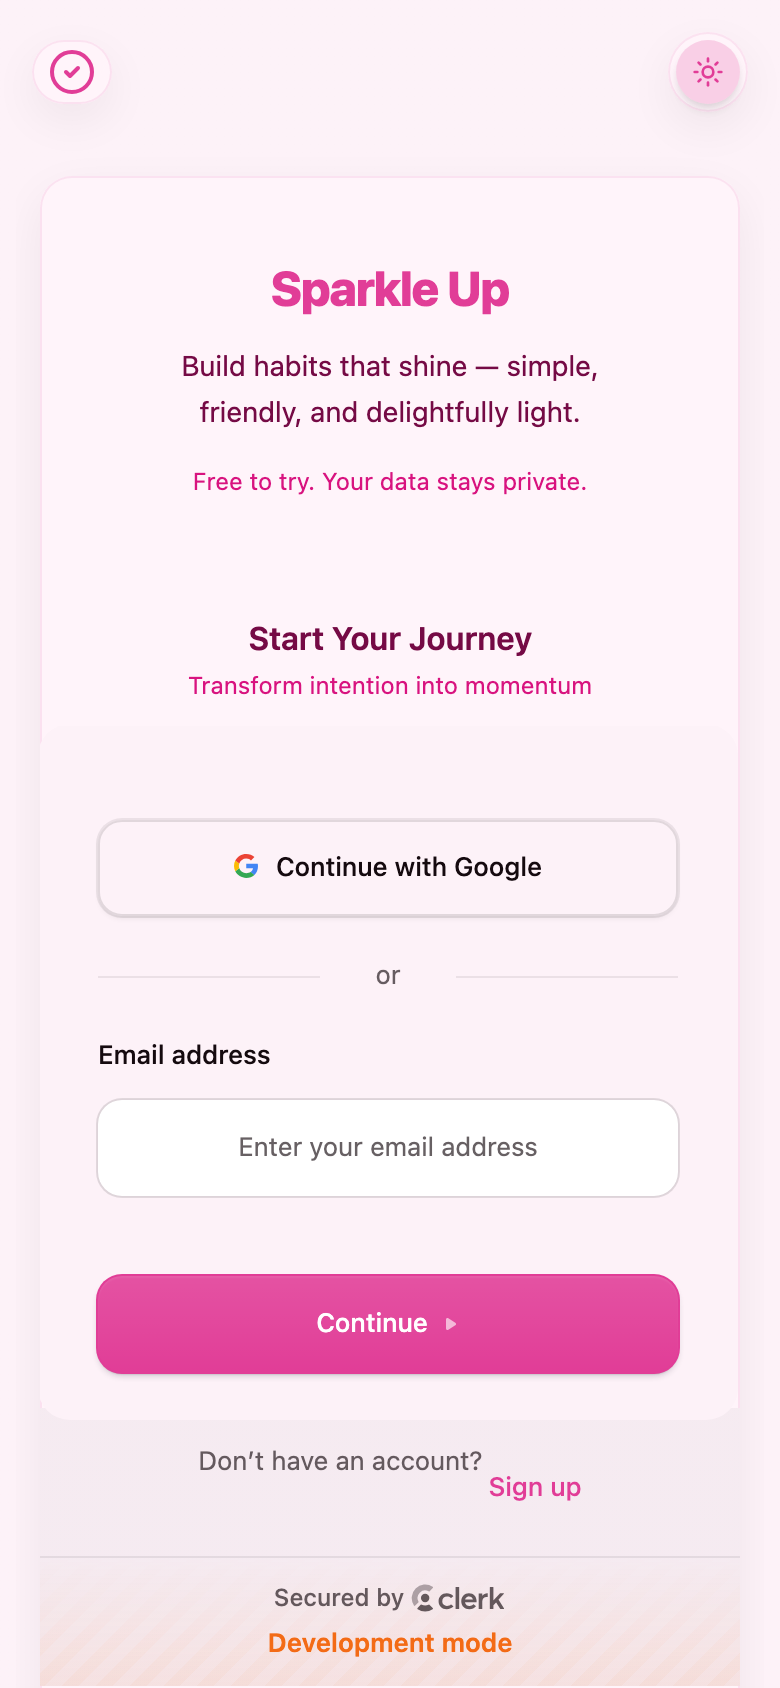 Sparkle Up
Build habits that shine — simple,
friendly, and delightfully light.
Free to try. Your data stays private.
Start Your Journey
Transform intention into momentum
Continue with Google
or
Email address
Enter your email address
Continue
Don’t have an account?
Sign up
Secured by clerk
Development mode